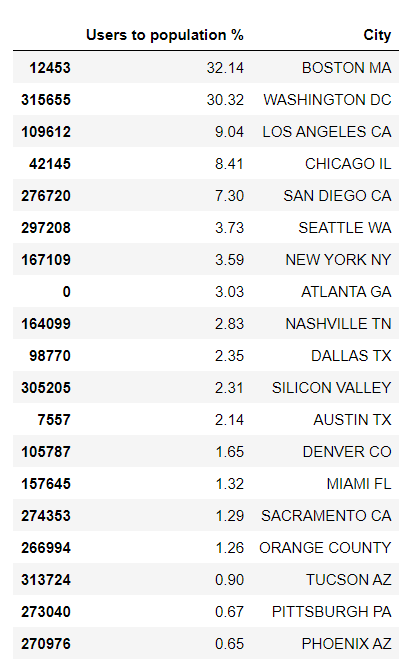 Users to population % City
12453 32.14 BOSTON MA
315655 30.32 WASHINGTON DC
109612 9.04 LOS ANGELES CA
42145 8.41 CHICAGO IL
276720 7.30 SAN DIEGO CA
297208 3.73 SEATTLE WA
167109 3.59 NEW YORK NY
0 3.03 ATLANTA GA
164099 2.83 NASHVILLE TN
98770 2.35 DALLAS TX
305205 2.31 SILICON VALLEY
7557 2.14 AUSTIN TX
105787 1.65 DENVER CO
157645 1.32 MIAMI FL
274353 1.29 SACRAMENTO CA
266994 1.26 ORANGE COUNTY
313724 0.90 TUCSON AZ
273040 0.67 PITTSBURGH PA
270976 0.65 PHOENIX AZ